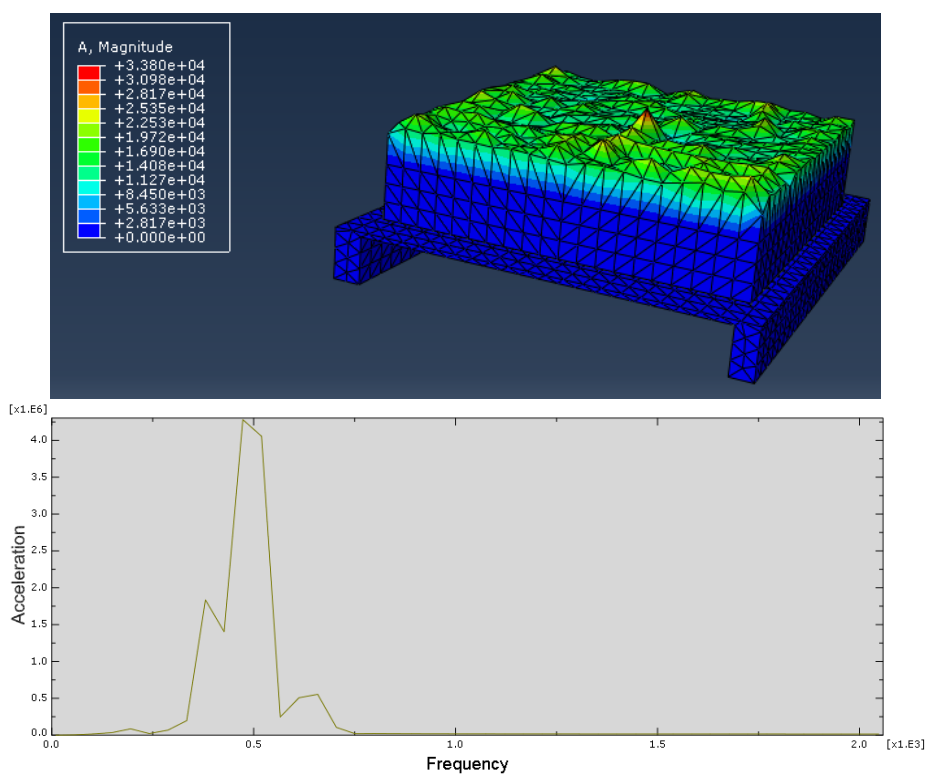 A, Magnitude
+3.380e+04
+3.098e+04
+2.817e+04
+2.535e+04
+2.253e+04
+1.972e+04
+1.690e+04
+1.408e+04
+1.127e+04
+8.450e+03
+5.633e+03
+2.817e+03
+0.000e+00
[x1.E6]
4.0
3.5
3.0
2.5
2.0
1.5
1.0
0.5
0.0
Acceleration
0.0 0.5 1.0 1.5 2.0 [x1.E3]
Frequency